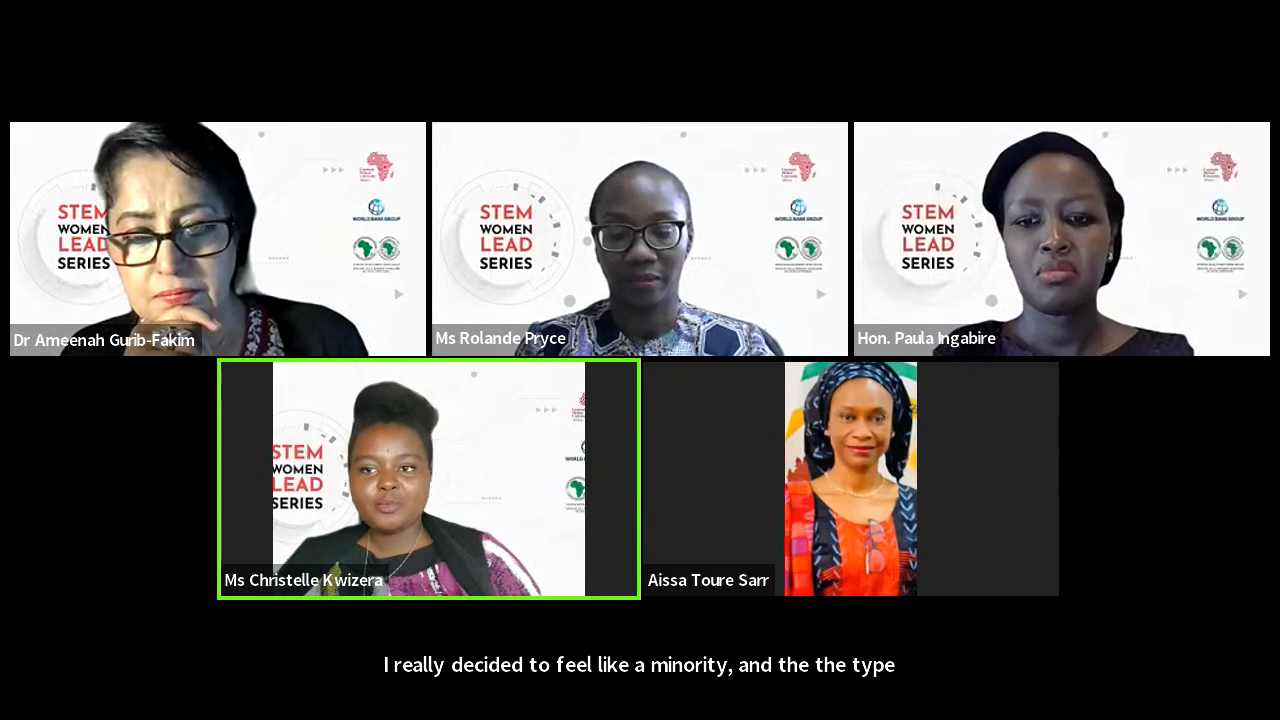 STEM
WOMEN
LEAD
SERIES
WORLD BANK GROUP
Dr Ameenah Gurib-Fakim
STEM
WOMEN
LEAD
SERIES
WORLD BANK GROUP
Ms Rolande Pryce
STEM
WOMEN
LEAD
SERIES
WORLD BANK GROUP
Hon. Paula Ingabire
STEM
WOMEN
LEAD
SERIES
Ms Christelle Kwizera
Aissa Toure Sarr
I really decided to feel like a minority, and the the type